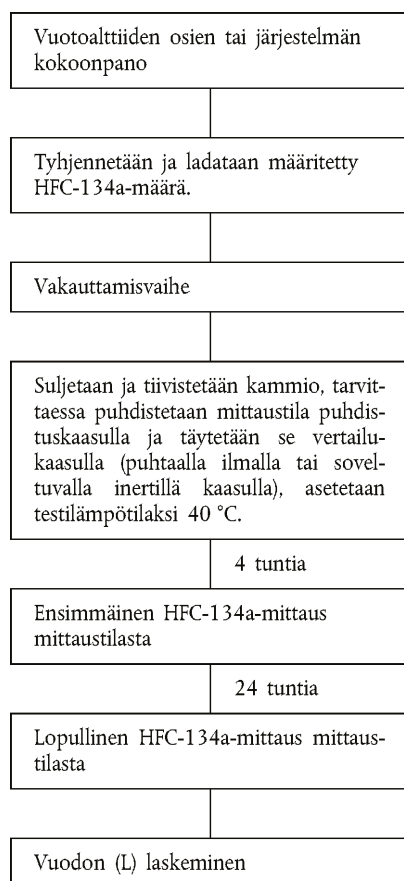 Vuotoalttiiden osien tai järjestelmän
kokoonpano
Tyhjennetään ja ladataan määritetty
HFC-134a-määrä.
Vakauttamisvaihe
Suljetaan ja tiivistetään kammio, tarvit-
taessa puhdistetaan mittaustila puhdis-
tuskaasulla ja täytetään se vertailu-
kaasulla (puhtaalla ilmalla tai sovel-
tuvalla inertillä kaasulla), asetetaan
testilämpötilaksi 40 °C.
4 tuntia
Ensimmäinen HFC-134a-mittaus
mittaustilasta
24 tuntia
Lopullinen HFC-134a-mittaus mittaus-
tilasta
Vuodon (L) laskeminen